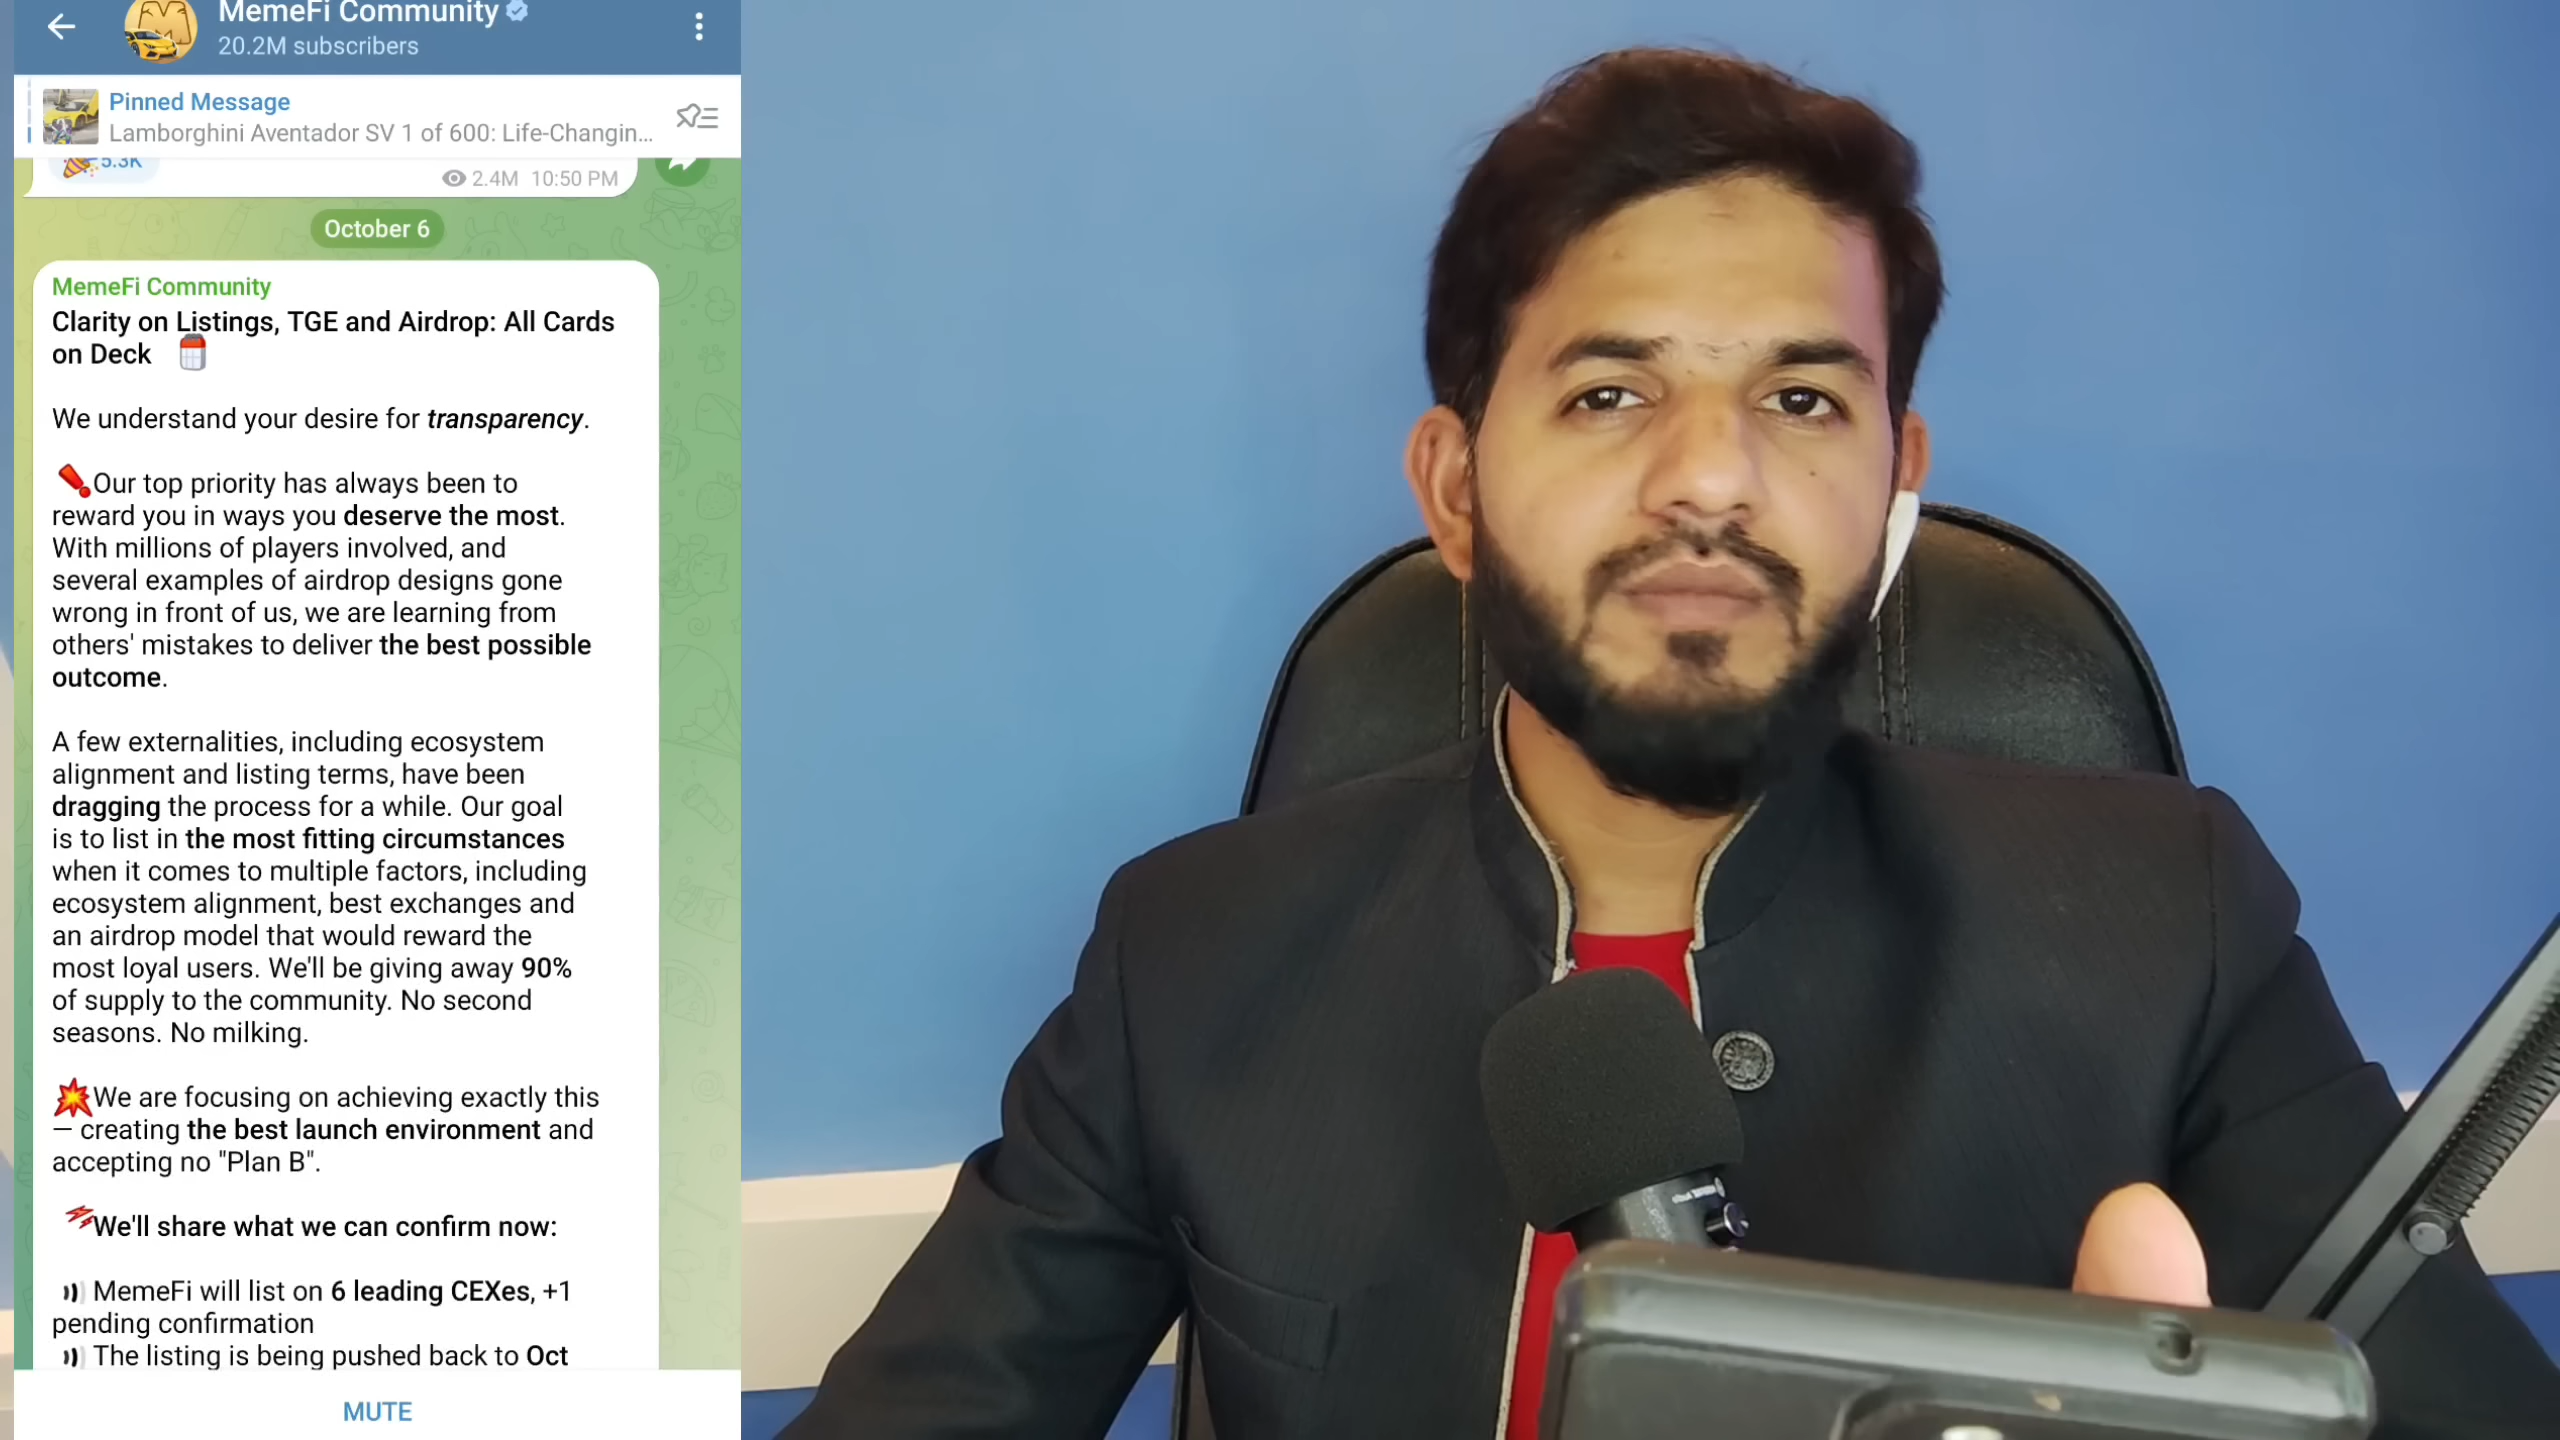 MemeFi Community
20.2M subscribers
Pinned Message
Lamborghini Aventador SV 1 of 600: Life-Changin...
5.3K
2.4M 10:50 PM
October 6
MemeFi Community
Clarity on Listings, TGE and Airdrop: All Cards
on Deck
We understand your desire for transparency.
Our top priority has always been to
reward you in ways you deserve the most.
With millions of players involved, and
several examples of airdrop designs gone
wrong in front of us, we are learning from
others' mistakes to deliver the best possible
outcome.
A few externalities, including ecosystem
alignment and listing terms, have been
dragging the process for a while. Our goal
is to list in the most fitting circumstances
when it comes to multiple factors, including
ecosystem alignment, best exchanges and
an airdrop model that would reward the
most loyal users. We'll be giving away 90%
of supply to the community. No second
seasons. No milking.
We are focusing on achieving exactly this
— creating the best launch environment and
accepting no "Plan B".
We'll share what we can confirm now:
MemeFi will list on 6 leading CEXes, +1
pending confirmation
The listing is being pushed back to Oct
MUTE